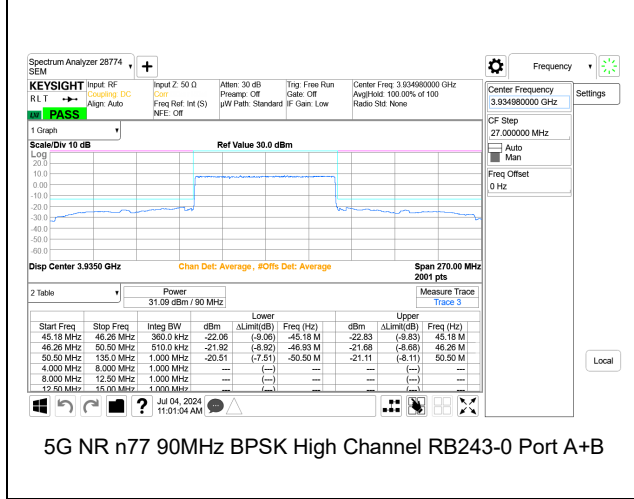 Spectrum Analyzer 28774
SEM
Frequency
KEYSIGHT
RLT
PASS
Input: RF
Coupling: DC
Align: Auto
Input Z: 50 Ω
Corr
Freq Ref: Int (S)
NFE: Off
Atten: 30 dB
Preamp: Off
µW Path: Standard
Trig: Free Run
Gate: Off
IF Gain: Low
Center Freq: 3.934980000 GHz
Avg|Hold: 100.00% of 100
Radio Std: None
Center Frequency
3.934980000 GHz
Settings
CF Step
27.000000 MHz
Auto
Man
Freq Offset
0 Hz
1 Graph
Scale/Div 10 dB
Ref Value 30.0 dBm
Log
20.0
10.0
0.00
-10.0
-20.0
-30.0
-40.0
-50.0
-60.0
Disp Center 3.9350 GHz
Chan Det: Average, #Offs Det: Average
Span 270.00 MHz
2001 pts
2 Table
Power
31.09 dBm / 90 MHz
Measure Trace
Trace 3
Lower Upper
Start Freq Stop Freq Integ BW dBm ΔLimit(dB) Freq (Hz) dBm ΔLimit(dB) Freq (Hz)
45.18 MHz 46.26 MHz 360.0 kHz -22.06 (-9.06) -45.18 M -22.83 (-9.83) 45.18 M
46.26 MHz 50.50 MHz 510.0 kHz -21.92 (-8.92) -46.93 M -21.68 (-8.68) 46.26 M
50.50 MHz 135.0 MHz 1.000 MHz -20.51 (-7.51) -50.50 M -21.11 (-8.11) 50.50 M
4.000 MHz 8.000 MHz 1.000 MHz --- (---) --- (---)
8.000 MHz 12.50 MHz 1.000 MHz --- (---) --- (---)
12.50 MHz 15.00 MHz 1.000 MHz --- (---) --- (---)
Local
?
Jul 04, 2024
11:01:04 AM
5G NR n77 90MHz BPSK High Channel RB243-0 Port A+B